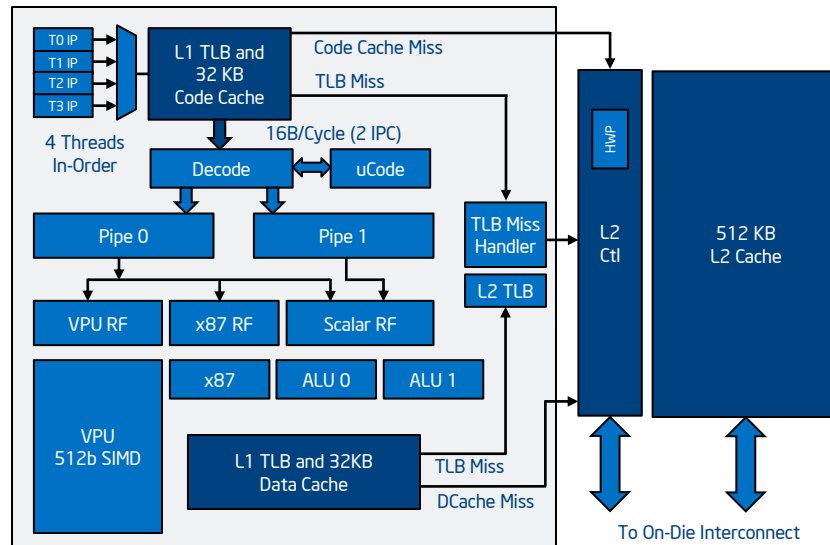 T0 IP
T1 IP
T2 IP
T3 IP
4 Threads
In-Order
L1 TLB and
32 KB
Code Cache
Code Cache Miss
TLB Miss
16B/Cycle (2 IPC)
Decode
uCode
Pipe 0
Pipe 1
TLB Miss
Handler
L2 TLB
HWP
L2
Ctl
512 KB
L2 Cache
VPU RF
x87 RF
Scalar RF
x87
ALU 0
ALU 1
VPU
512b SIMD
L1 TLB and 32KB
Data Cache
TLB Miss
DCache Miss
To On-Die Interconnect